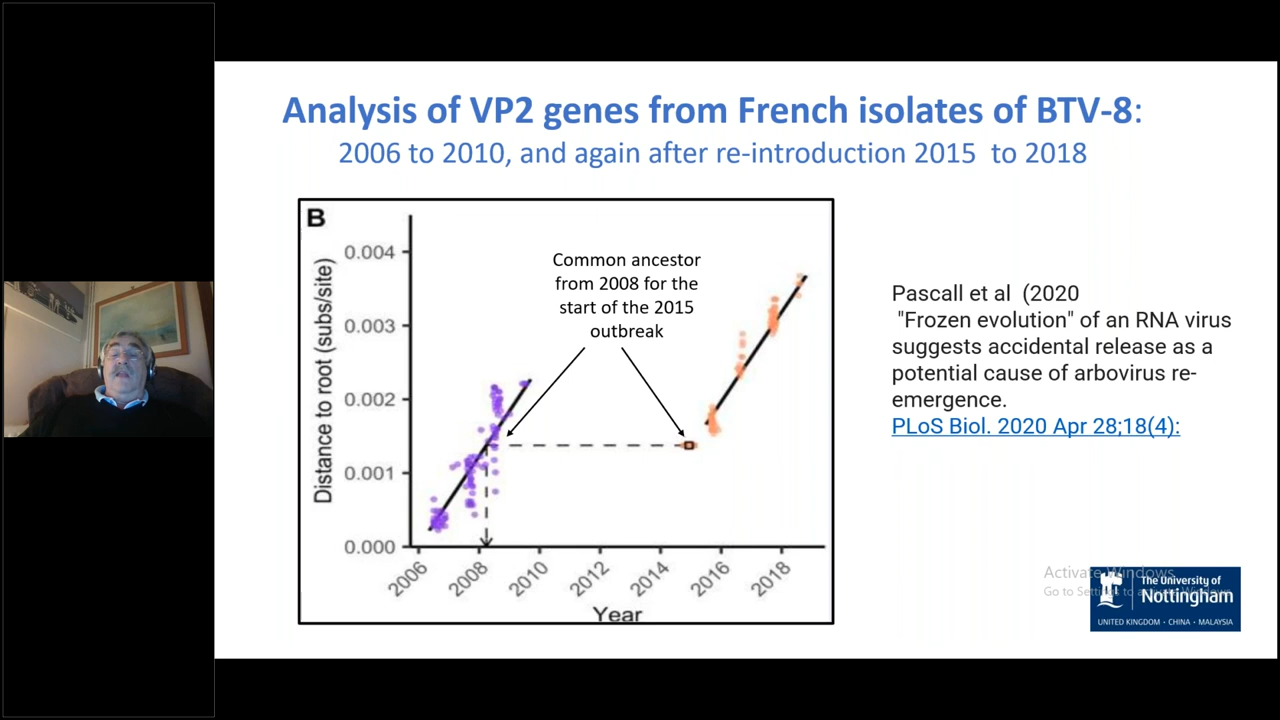 Analysis of VP2 genes from French isolates of BTV-8:
2006 to 2010, and again after re-introduction 2015 to 2018
B
Distance to root (subs/site)
0.004
0.003
0.002
0.001
0.000
Common ancestor
from 2008 for the
start of the 2015
outbreak
2006
2008
2010
2012
2014
2016
2018
Year
Pascall et al (2020
"Frozen evolution" of an RNA virus
suggests accidental release as a
potential cause of arbovirus re-
emergence.
PLoS Biol. 2020 Apr 28;18(4):
Activate Windows
Go to Settings to activate Windows.
The University of
Nottingham
UNITED KINGDOM · CHINA · MALAYSIA